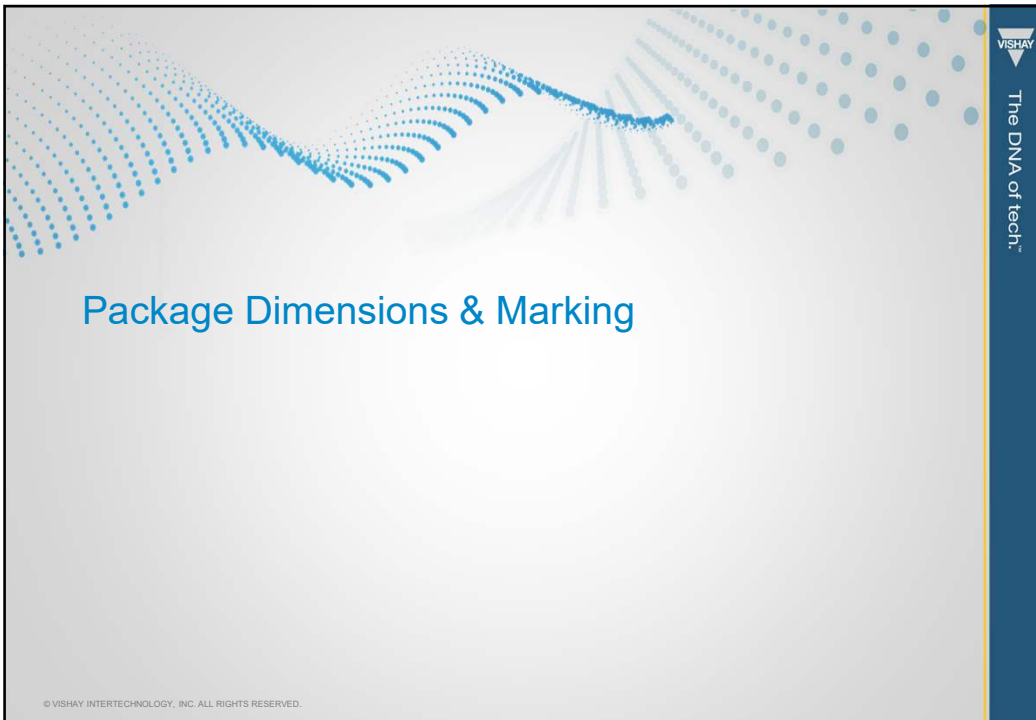 VISHAY
The DNA of tech.™
Package Dimensions & Marking
© VISHAY INTERTECHNOLOGY, INC. ALL RIGHTS RESERVED.